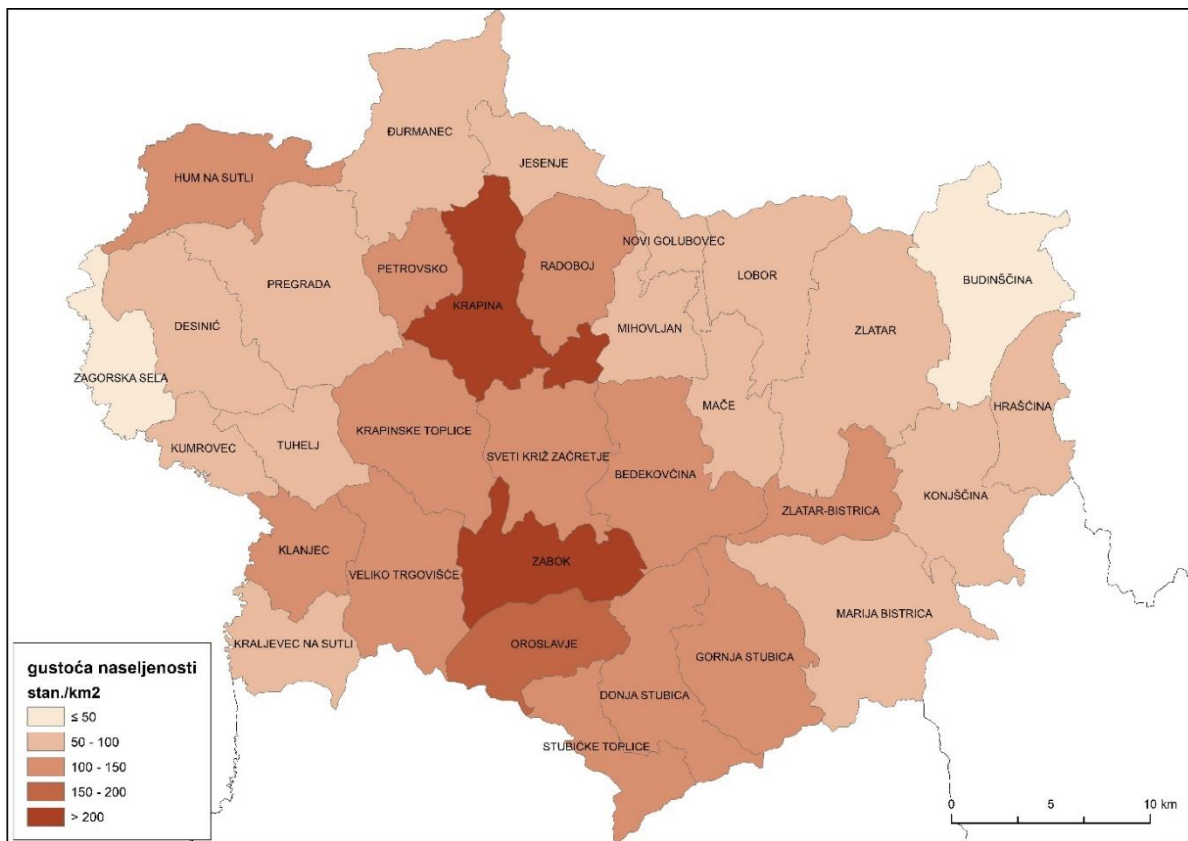 ĐURMANEC
JESENJE
HUM NA SUTLI
NOVI GOLUBOVEC
RADOBOJ
PETROVSKO
LOBOR
BUDINŠČINA
PREGRADA
KRAPINA
DESINIĆ
MIHOVLJAN
ZLATAR
ZAGORSKA SELA
MAČE
HRAŠĆINA
KRAPINSKE TOPLICE
TUHELJ
KUMROVEC
SVETI KRIŽ ZAČRETJE
BEDEKOVČINA
KONJŠČINA
ZLATAR-BISTRICA
KLANJEC
ZABOK
VELIKO TRGOVIŠĆE
MARIJA BISTRICA
KRALJEVEC NA SUTLI
OROSLAVJE
GORNJA STUBICA
DONJA STUBICA
STUBIČKE TOPLICE
gustoća naseljenosti
stan./km2
≤ 50
50 - 100
100 - 150
150 - 200
> 200
0 5 10 km